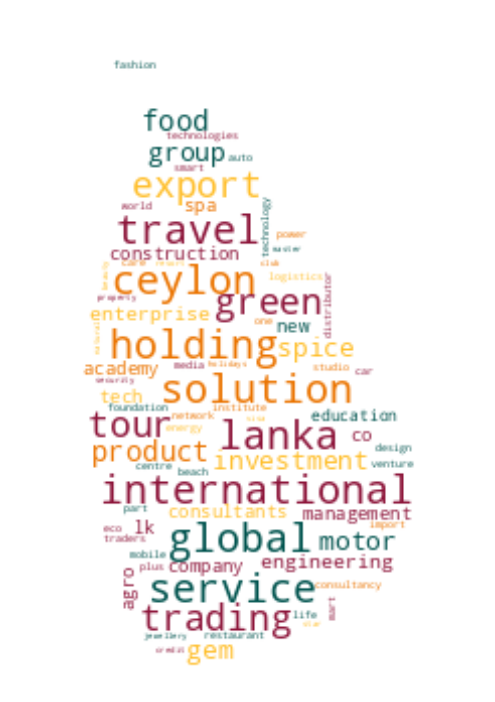 fashion
food
technologies
group auto
smart
export
world spa
travel technology
power
construction master
care resort club
ceylon logistics
beauty
property green distributor
enterprise one new
natural
holding spice
academy media holidays studio car
security
solution
tech
foundation institute education
tour network
energy lanka co
product design
centre investment venture
beach
international
part consultants management
eco lk import
traders global motor
mobile
plus company engineering
agro service consultancy
trading life mart
star
jewellery restaurant
credit gem